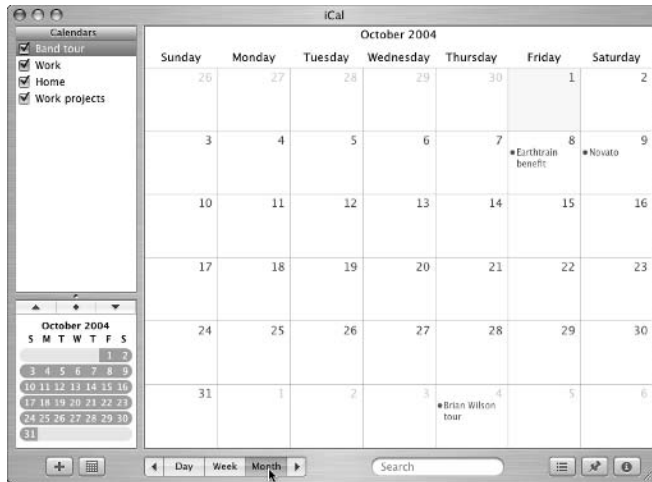 iCal
Calendars
Band tour
Work
Home
Work projects
October 2004
Sunday Monday Tuesday Wednesday Thursday Friday Saturday
26 27 28 29 30 1 2
3 4 5 6 7 8 9
Earthtrain
benefit
Novato
10 11 12 13 14 15 16
17 18 19 20 21 22 23
24 25 26 27 28 29 30
31 1 2 3 4 5 6
Brian Wilson
tour
October 2004
S M T W T F S
1 2
3 4 5 6 7 8 9
10 11 12 13 14 15 16
17 18 19 20 21 22 23
24 25 26 27 28 29 30
31
Day Week Month
Search